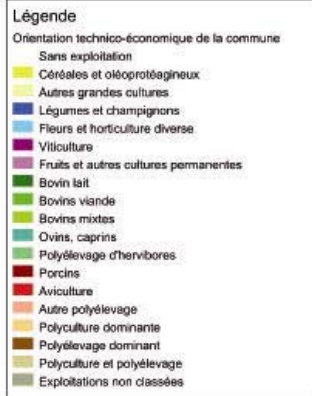 Légende
Orientation technico-économique de la commune
Sans exploitation
Céréales et oléoprotéagineux
Autres grandes cultures
Légumes et champignons
Fleurs et horticulture diverse
Viticulture
Fruits et autres cultures permanentes
Bovin lait
Bovins viande
Bovins mixtes
Ovins, caprins
Polyélevage d'hervibores
Porcins
Aviculture
Autre polyélevage
Polyculture dominante
Polyélevage dominant
Polyculture et polyélevage
Exploitations non classées